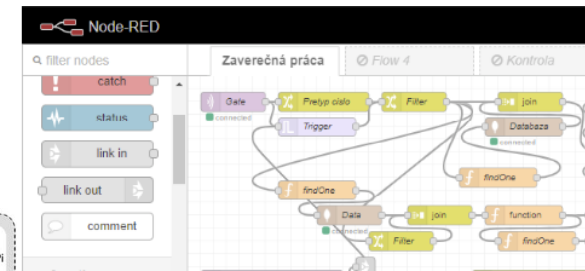 Node-RED
filter nodes
Zaverečná práca
Flow 4
Kontrola
catch
status
link in
link out
comment
Gate
connected
Pretyp cislo
Filter
join
Trigger
Databaza
connected
findOne
findOne
Data
connected
join
function
Filter
findOne